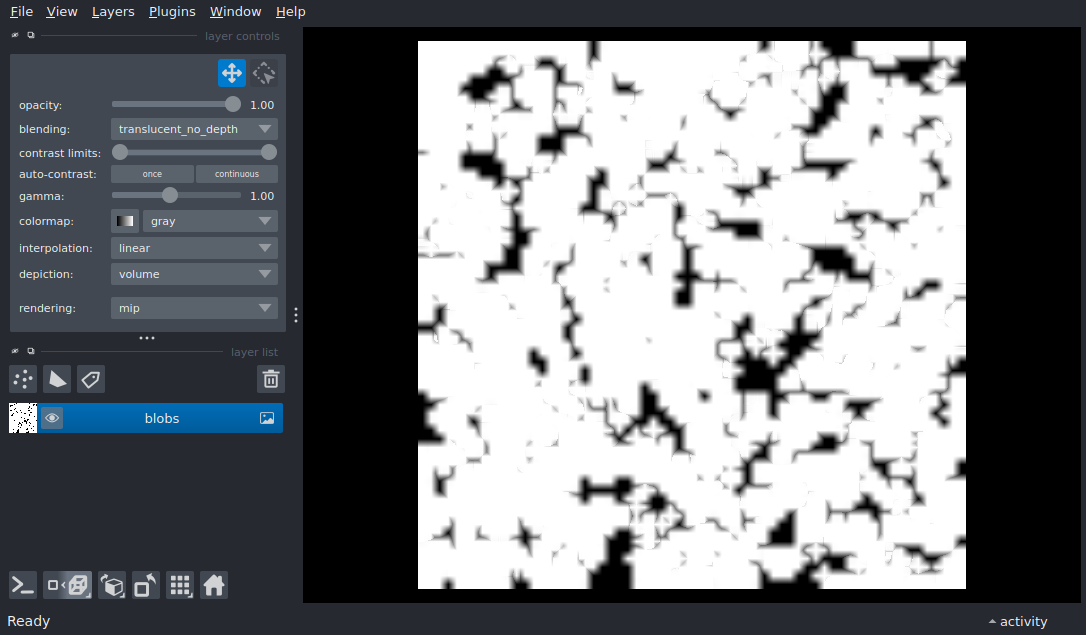 File View Layers Plugins Window Help
layer controls
opacity: 1.00
blending: translucent_no_depth
contrast limits:
auto-contrast: once continuous
gamma: 1.00
colormap: gray
interpolation: linear
depiction: volume
rendering: mip
layer list
blobs
Ready activity